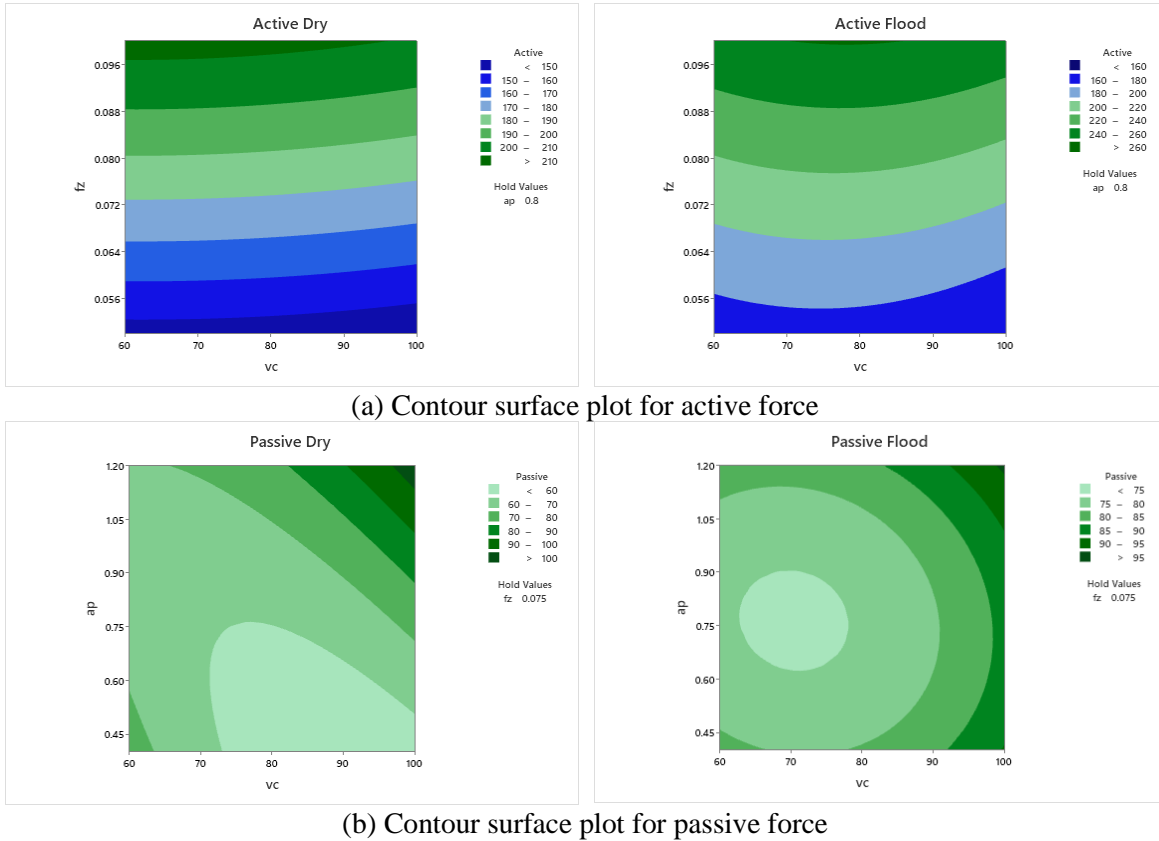 Active Dry
0.096
0.088
0.080
0.072
0.064
0.056
fz
60 70 80 90 100
vc
Active
< 150
150 – 160
160 – 170
170 – 180
180 – 190
190 – 200
200 – 210
> 210
Hold Values
ap 0.8
Active Flood
0.096
0.088
0.080
0.072
0.064
0.056
fz
60 70 80 90 100
vc
Active
< 160
160 – 180
180 – 200
200 – 220
220 – 240
240 – 260
> 260
Hold Values
ap 0.8
(a) Contour surface plot for active force
Passive Dry
1.20
1.05
0.90
0.75
0.60
0.45
ap
60 70 80 90 100
vc
Passive
< 60
60 – 70
70 – 80
80 – 90
90 – 100
> 100
Hold Values
fz 0.075
Passive Flood
1.20
1.05
0.90
0.75
0.60
0.45
ap
60 70 80 90 100
vc
Passive
< 75
75 – 80
80 – 85
85 – 90
90 – 95
> 95
Hold Values
fz 0.075
(b) Contour surface plot for passive force